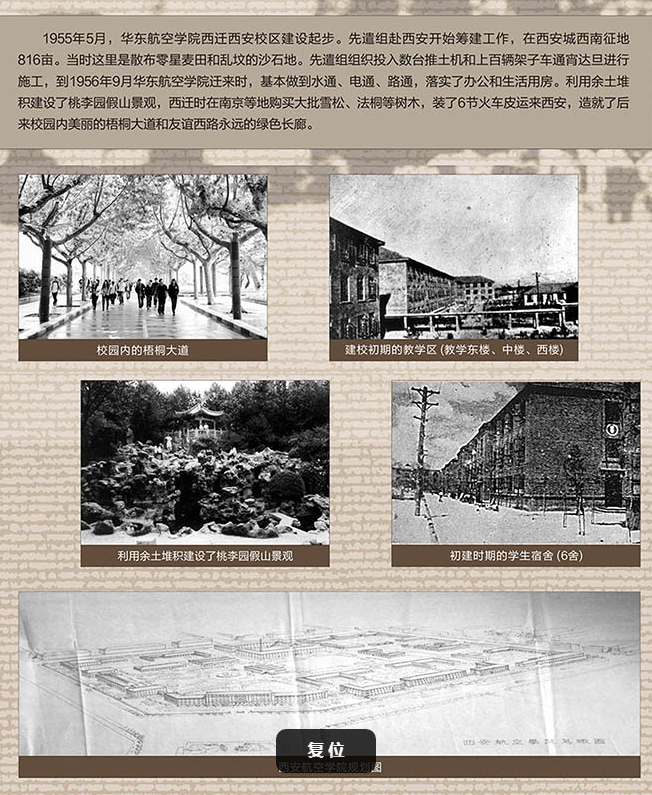 1955年5月，华东航空学院西迁西安校区建设起步。先遣组赴西安开始筹建工作，在西安城西南征地
816亩。当时这里是散布零星麦田和乱坟的沙石地。先遣组组织投入数台推土机和上百辆架子车通宵达旦进行
施工，到1956年9月华东航空学院迁来时，基本做到水通、电通、路通，落实了办公和生活用房。利用余土堆
积建设了桃李园假山景观，西迁时在南京等地购买大批雪松、法桐等树木，装了6节火车皮运来西安，造就了后
来校园内美丽的梧桐大道和友谊西路永远的绿色长廊。
校园内的梧桐大道
建校初期的教学区 (教学东楼、中楼、西楼)
利用余土堆积建设了桃李园假山景观
初建时期的学生宿舍 (6舍)
西安航空學院鳥瞰圖
复位
西安航空学院规划图